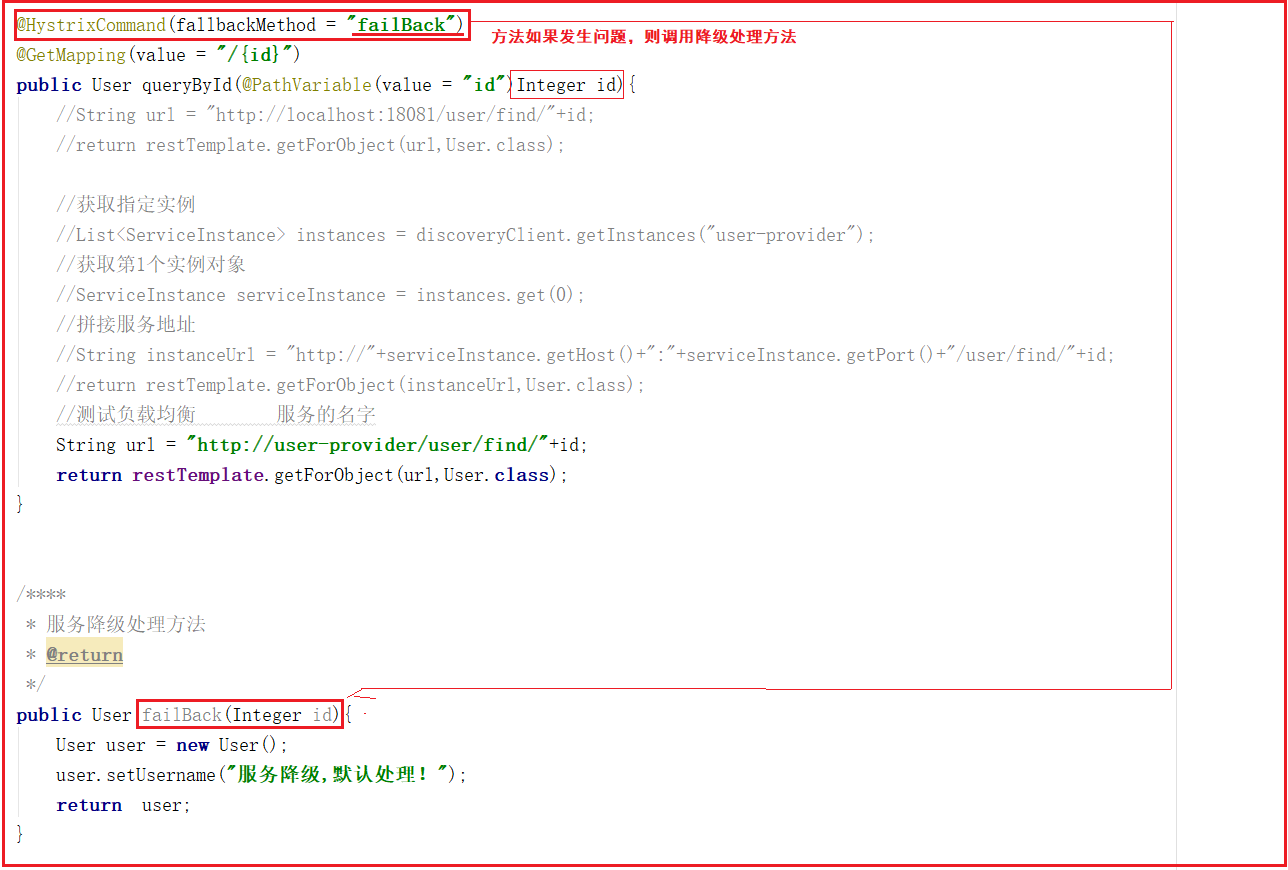 @HystrixCommand(fallbackMethod = "failBack")
方法如果发生问题，则调用降级处理方法
@GetMapping(value = "/{id}")
public User queryById(@PathVariable(value = "id") Integer id){
//String url = "http://localhost:18081/user/find/"+id;
//return restTemplate.getForObject(url,User.class);
//获取指定实例
//List<ServiceInstance> instances = discoveryClient.getInstances("user-provider");
//获取第1个实例对象
//ServiceInstance serviceInstance = instances.get(0);
//拼接服务地址
//String instanceUrl = "http://"+serviceInstance.getHost()+":"+serviceInstance.getPort()+"/user/find/"+id;
//return restTemplate.getForObject(instanceUrl,User.class);
//测试负载均衡        服务的名字
String url = "http://user-provider/user/find/"+id;
return restTemplate.getForObject(url,User.class);
}
/****
* 服务降级处理方法
* @return
*/
public User failBack(Integer id){
User user = new User();
user.setUsername("服务降级,默认处理！");
return  user;
}